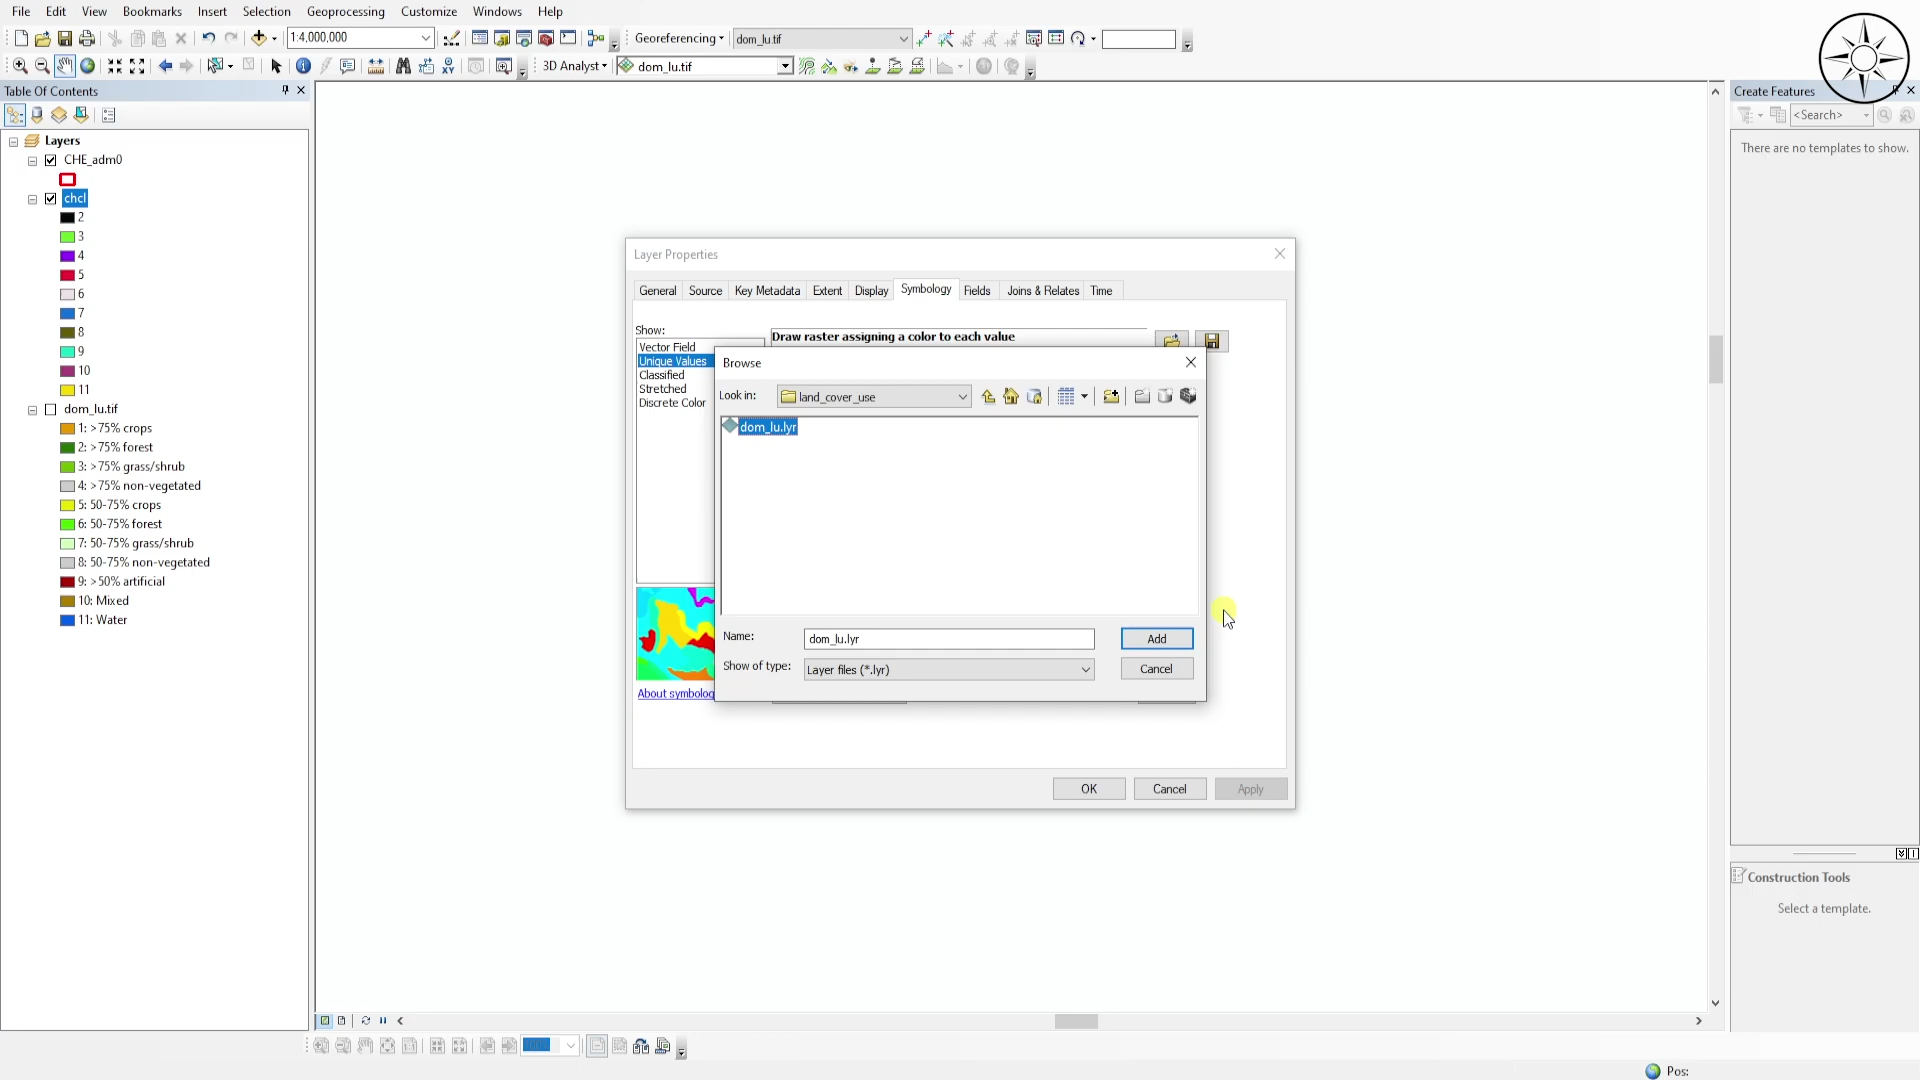 File Edit View Bookmarks Insert Selection Geoprocessing Customize Windows Help
1:4,000,000 Georeferencing dom_lu.tif
3D Analyst dom_lu.tif
Table Of Contents
Create Features
<Search>
There are no templates to show.
Layers
CHE_adm0
chcl
2
3
4
5
6
7
8
9
10
11
dom_lu.tif
1: >75% crops
2: >75% forest
3: >75% grass/shrub
4: >75% non-vegetated
5: 50-75% crops
6: 50-75% forest
7: 50-75% grass/shrub
8: 50-75% non-vegetated
9: >50% artificial
10: Mixed
11: Water
Layer Properties
General Source Key Metadata Extent Display Symbology Fields Joins & Relates Time
Show:
Vector Field
Unique Values
Classified
Stretched
Discrete Color
Draw raster assigning a color to each value
Browse
Look in: land_cover_use
dom_lu.lyr
Name: dom_lu.lyr Add
Show of type: Layer files (*.lyr) Cancel
About symbolog
OK Cancel Apply
Construction Tools
Select a template.
Pos: